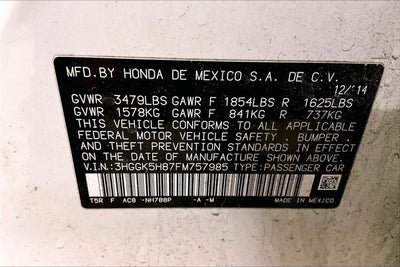 MFD.BY HONDA DE MEXICO S.A. DE C.V.
12/14
GVWR 3479LBS GAWR F 1854LBS R 1625LBS
GVWR 1578KG GAWR F 841KG R 737KG
THIS VEHICLE CONFORMS TO ALL APPLICABLE
FEDERAL MOTOR VEHICLE SAFETY, BUMPER
AND THEFT PREVENTION STANDARDS IN EFFECT
ON THE DATE OF MANUFACTURE SHOWN ABOVE.
V.I.N.:3HGGK5H87FM757985 TYPE:PASSENGER CAR
T5R F AC8 -NH788P -A -M MADE IN MEXICO